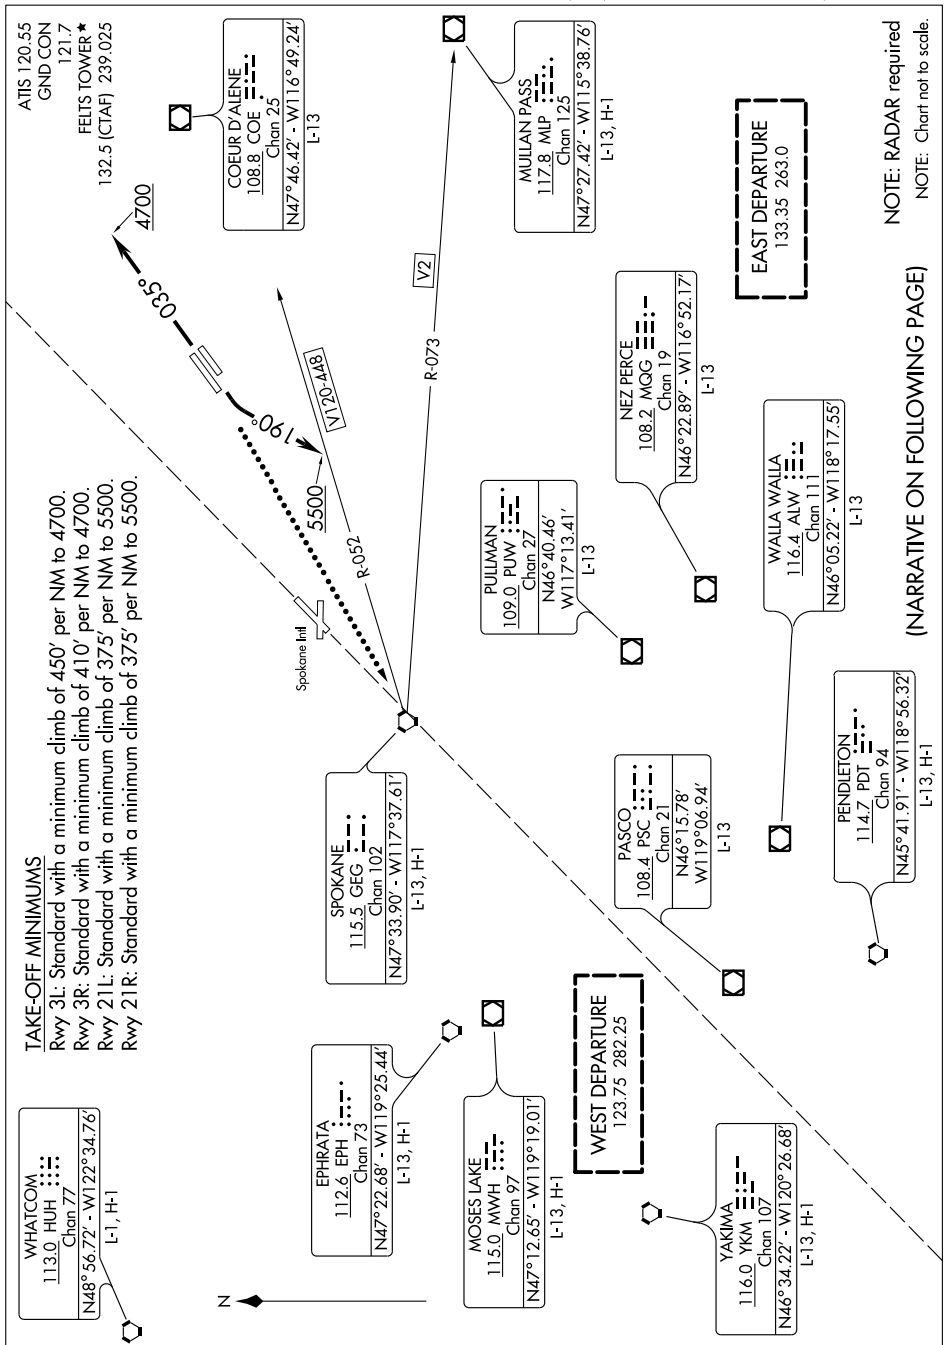 ATIS 120.55
GND CON
121.7
FELTS TOWER★
132.5 (CTAF) 239.025
TAKE-OFF MINIMUMS
Rwy 3L: Standard with a minimum climb of 450' per NM to 4700.
Rwy 3R: Standard with a minimum climb of 410' per NM to 4700.
Rwy 21L: Standard with a minimum climb of 375' per NM to 5500.
Rwy 21R: Standard with a minimum climb of 375' per NM to 5500.
WHATCOM
113.0 HUH
Chan 77
N48°56.72' - W122°34.76'
L-1, H-1
4700
035°
190°
5500
COEUR D'ALENE
108.8 COE
Chan 25
N47°46.42' - W116°49.24'
L-13
Spokane Intl
V120-448
R-052
SPOKANE
115.5 GEG
Chan 102
N47°33.90' - W117°37.61'
L-13, H-1
V2
R-073
EPHRATA
112.6 EPH
Chan 73
N47°22.68' - W119°25.44'
L-13, H-1
N
MOSES LAKE
115.0 MWH
Chan 97
N47°12.65' - W119°19.01'
L-13, H-1
PULLMAN
109.0 PUW
Chan 27
N46°40.46'
W117°13.41'
L-13
MULLAN PASS
117.8 MLP
Chan 125
N47°27.42' - W115°38.76'
L-13, H-1
WEST DEPARTURE
123.75 282.25
PASCO
108.4 PSC
Chan 21
N46°15.78'
W119°06.94'
L-13
NEZ PERCE
108.2 MQG
Chan 19
N46°22.89' - W116°52.17'
L-13
EAST DEPARTURE
133.35 263.0
YAKIMA
116.0 YKM
Chan 107
N46°34.22' - W120°26.68'
L-13, H-1
WALLA WALLA
116.4 ALW
Chan 111
N46°05.22' - W118°17.55'
L-13
PENDLETON
114.7 PDT
Chan 94
N45°41.91' - W118°56.32'
L-13, H-1
(NARRATIVE ON FOLLOWING PAGE)
NOTE: RADAR required
NOTE: Chart not to scale.